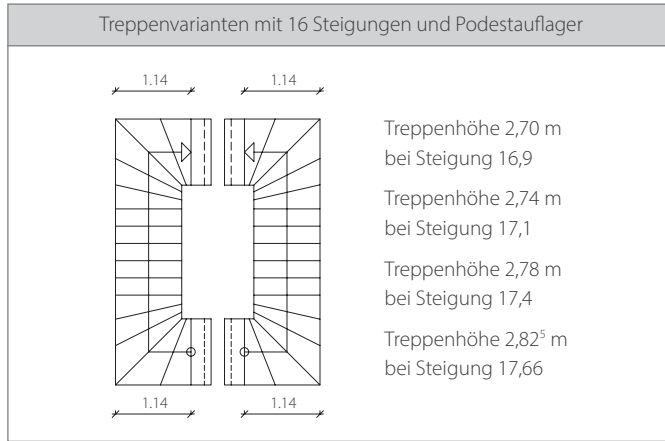 Treppenvarianten mit 16 Steigungen und Podestauflager
1.14 1.14
Treppenhöhe 2,70 m
bei Steigung 16,9
Treppenhöhe 2,74 m
bei Steigung 17,1
Treppenhöhe 2,78 m
bei Steigung 17,4
Treppenhöhe 2,82⁵ m
bei Steigung 17,66
1.14 1.14